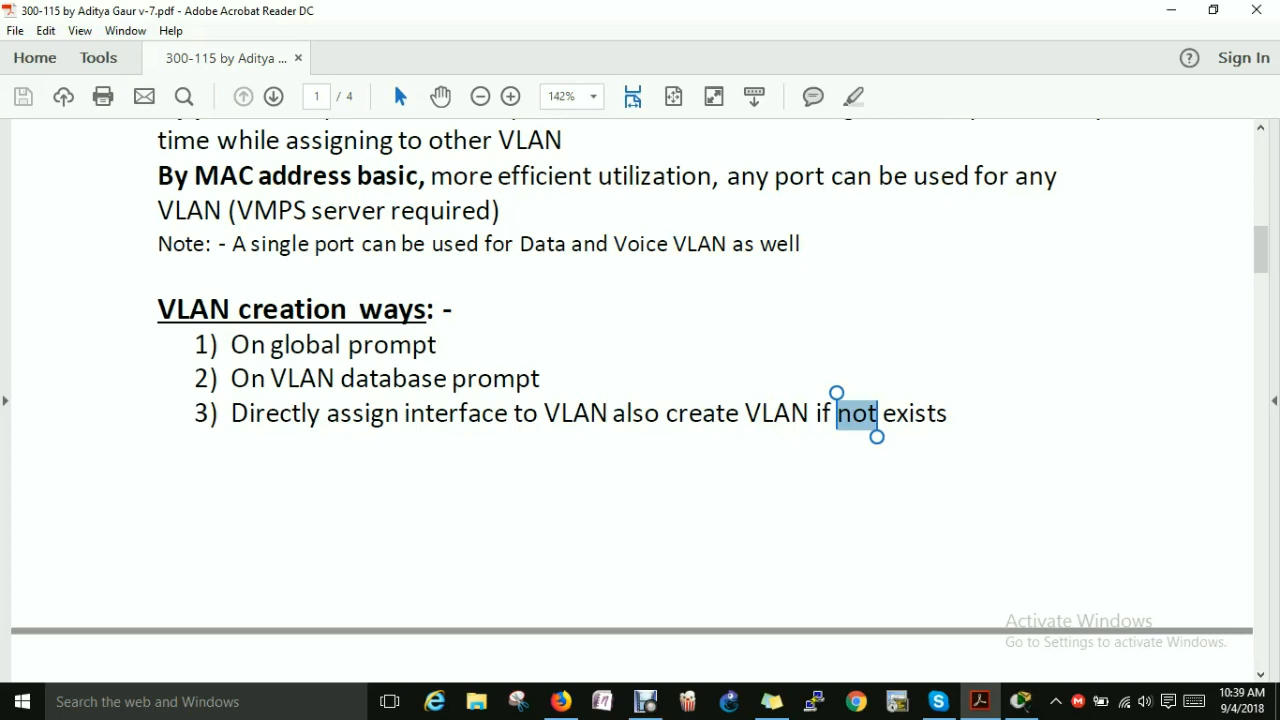 300-115 by Aditya Gaur v-7.pdf - Adobe Acrobat Reader DC
File Edit View Window Help
Home Tools 300-115 by Aditya ... × Sign In
1 / 4 142%
time while assigning to other VLAN
By MAC address basic, more efficient utilization, any port can be used for any
VLAN (VMPS server required)
Note: - A single port can be used for Data and Voice VLAN as well
VLAN creation ways: -
1) On global prompt
2) On VLAN database prompt
3) Directly assign interface to VLAN also create VLAN if not exists
Activate Windows
Go to Settings to activate Windows.
Search the web and Windows
10:39 AM
9/4/2018